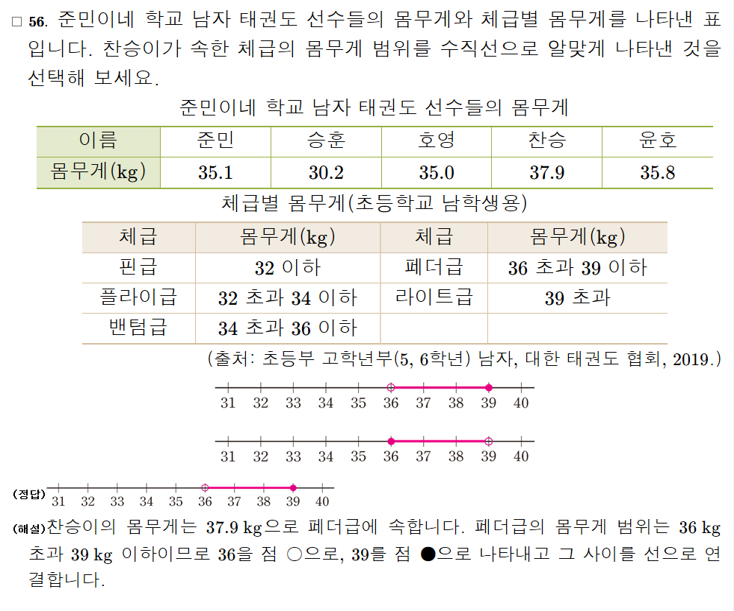 □ 56. 준민이네 학교 남자 태권도 선수들의 몸무게와 체급별 몸무게를 나타낸 표
입니다. 찬승이가 속한 체급의 몸무게 범위를 수직선으로 알맞게 나타낸 것을
선택해 보세요.
준민이네 학교 남자 태권도 선수들의 몸무게
이름 준민 승훈 호영 찬승 윤호
몸무게(kg) 35.1 30.2 35.0 37.9 35.8
체급별 몸무게(초등학교 남학생용)
체급 몸무게(kg) 체급 몸무게(kg)
핀급 32 이하 페더급 36 초과 39 이하
플라이급 32 초과 34 이하 라이트급 39 초과
밴텀급 34 초과 36 이하
(출처: 초등부 고학년부(5, 6학년) 남자, 대한 태권도 협회, 2019.)
31 32 33 34 35 36 37 38 39 40
31 32 33 34 35 36 37 38 39 40
(정답) 31 32 33 34 35 36 37 38 39 40
(해설)찬승이의 몸무게는 37.9 kg으로 페더급에 속합니다. 페더급의 몸무게 범위는 36 kg
초과 39 kg 이하이므로 36을 점 ○으로, 39를 점 ●으로 나타내고 그 사이를 선으로 연
결합니다.